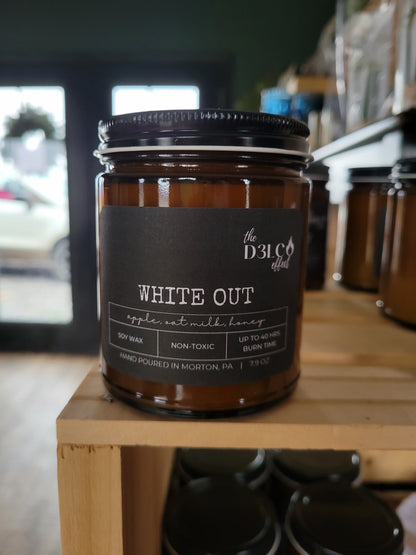 the
D3LC
effect
WHITE OUT
apple, oat milk, honey
SOY WAX
NON-TOXIC
UP TO 40 HRS
BURN TIME
HAND POURED IN MORTON, PA | 7.9 OZ